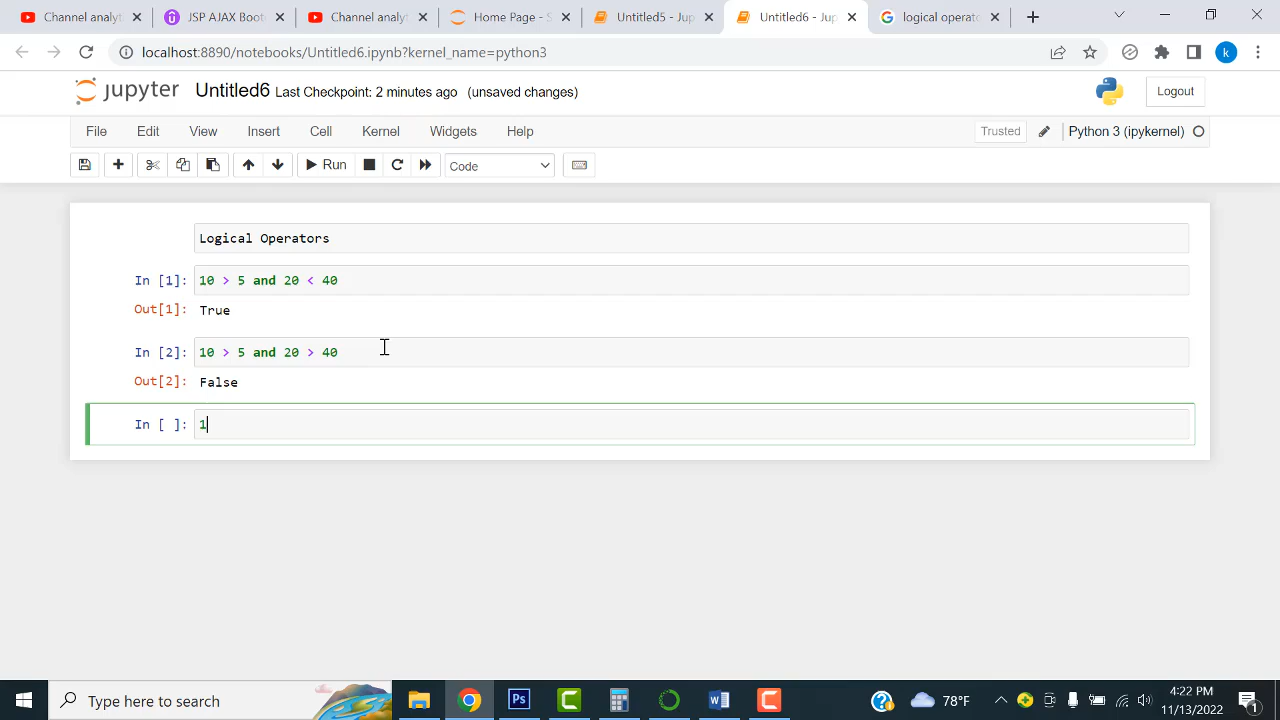 Channel analyt
JSP AJAX Boot
Channel analyt
Home Page - S
Untitled5 - Jup
Untitled6 - Jup
logical operato
localhost:8890/notebooks/Untitled6.ipynb?kernel_name=python3
k
jupyter
Untitled6 Last Checkpoint: 2 minutes ago (unsaved changes)
Logout
File Edit View Insert Cell Kernel Widgets Help
Trusted
Python 3 (ipykernel)
Run
Code
Logical Operators
In [1]: 10 > 5 and 20 < 40
Out[1]: True
In [2]: 10 > 5 and 20 > 40
Out[2]: False
In [ ]: 1
Type here to search
Ps
W
78°F
4:22 PM
11/13/2022
1